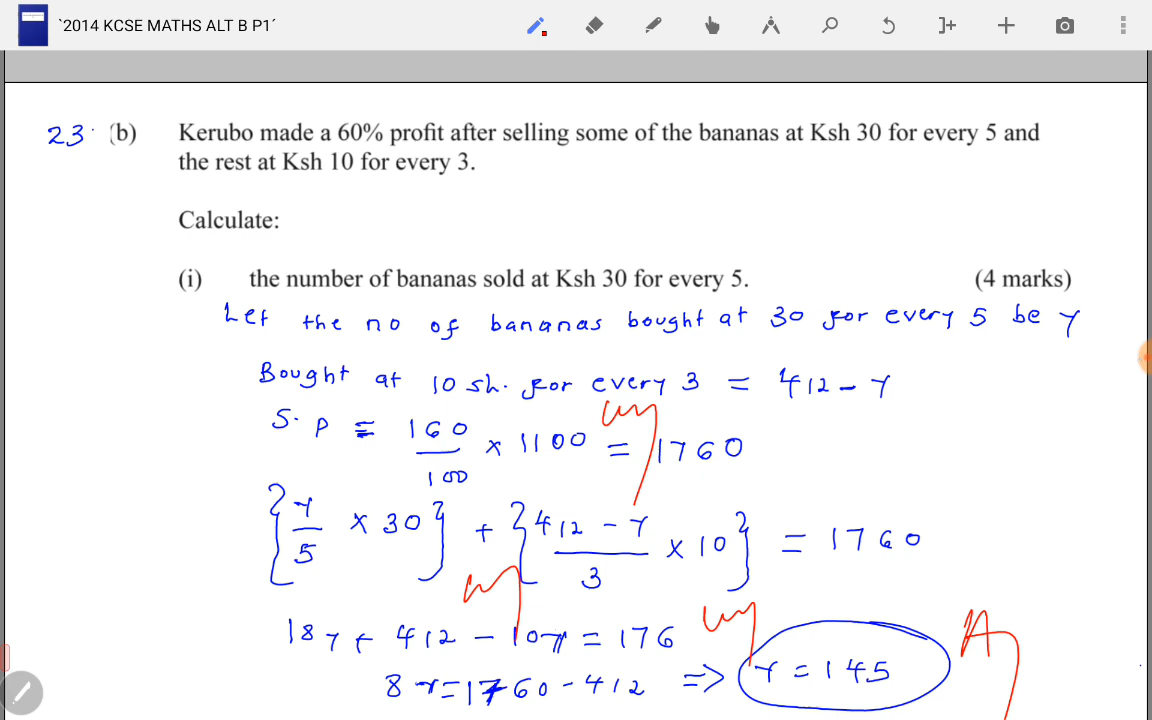 `2014 KCSE MATHS ALT B P1´
23. (b) Kerubo made a 60% profit after selling some of the bananas at Ksh 30 for every 5 and
the rest at Ksh 10 for every 3.
Calculate:
(i) the number of bananas sold at Ksh 30 for every 5. (4 marks)
Let the no of bananas bought at 30 for every 5 be Y
Bought at 10 sh. for every 3 = 412 - Y
S.P = 160/100 × 1100 = 1760
{Y/5 × 30} + {412 - Y/3 × 10} = 1760
18Y + 412 - 10Y = 176
8Y = 1760 - 412 => Y = 145